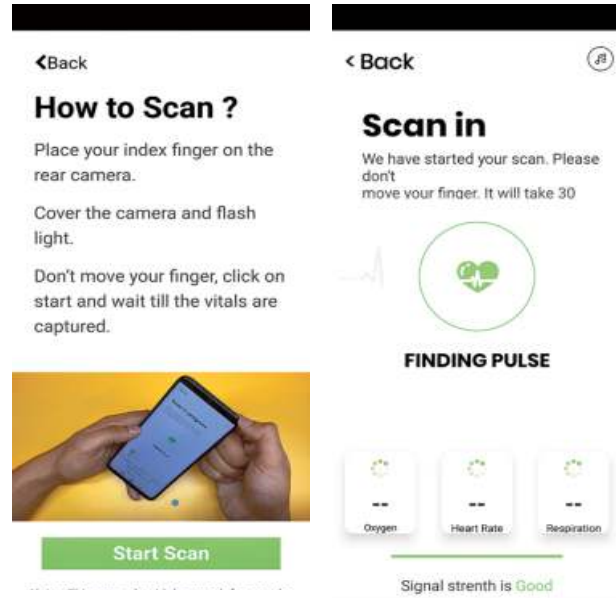 Back
How to Scan ?
Place your index finger on the
rear camera.
Cover the camera and flash
light.
Don't move your finger, click on
start and wait till the vitals are
captured.
Start Scan
< Back
Scan in
We have started your scan. Please
don't
move your finger. It will take 30
FINDING PULSE
--
Oxygen
--
Heart Rate
--
Respiration
Signal strenth is Good